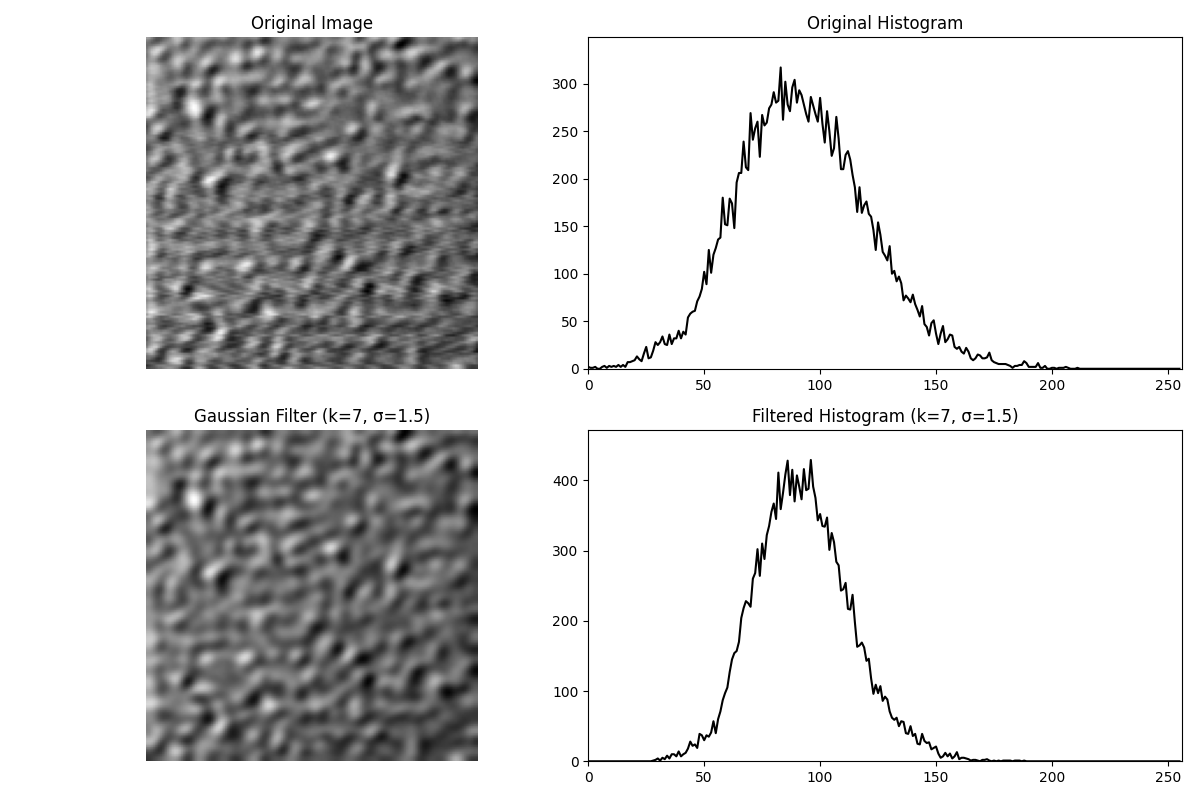 Original Image
Original Histogram
300
250
200
150
100
50
0
0 50 100 150 200 250
Gaussian Filter (k=7, σ=1.5)
Filtered Histogram (k=7, σ=1.5)
400
300
200
100
0
0 50 100 150 200 250